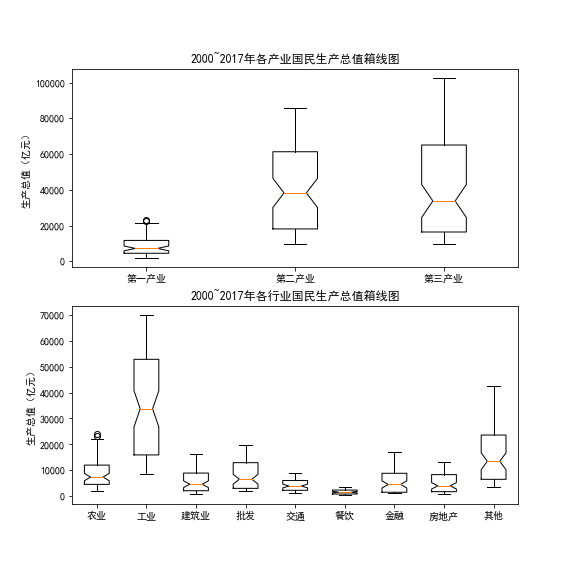 2000~2017年各产业国民生产总值箱线图
生产总值（亿元）
100000
80000
60000
40000
20000
0
第一产业 第二产业 第三产业
2000~2017年各行业国民生产总值箱线图
生产总值（亿元）
70000
60000
50000
40000
30000
20000
10000
0
农业 工业 建筑业 批发 交通 餐饮 金融 房地产 其他